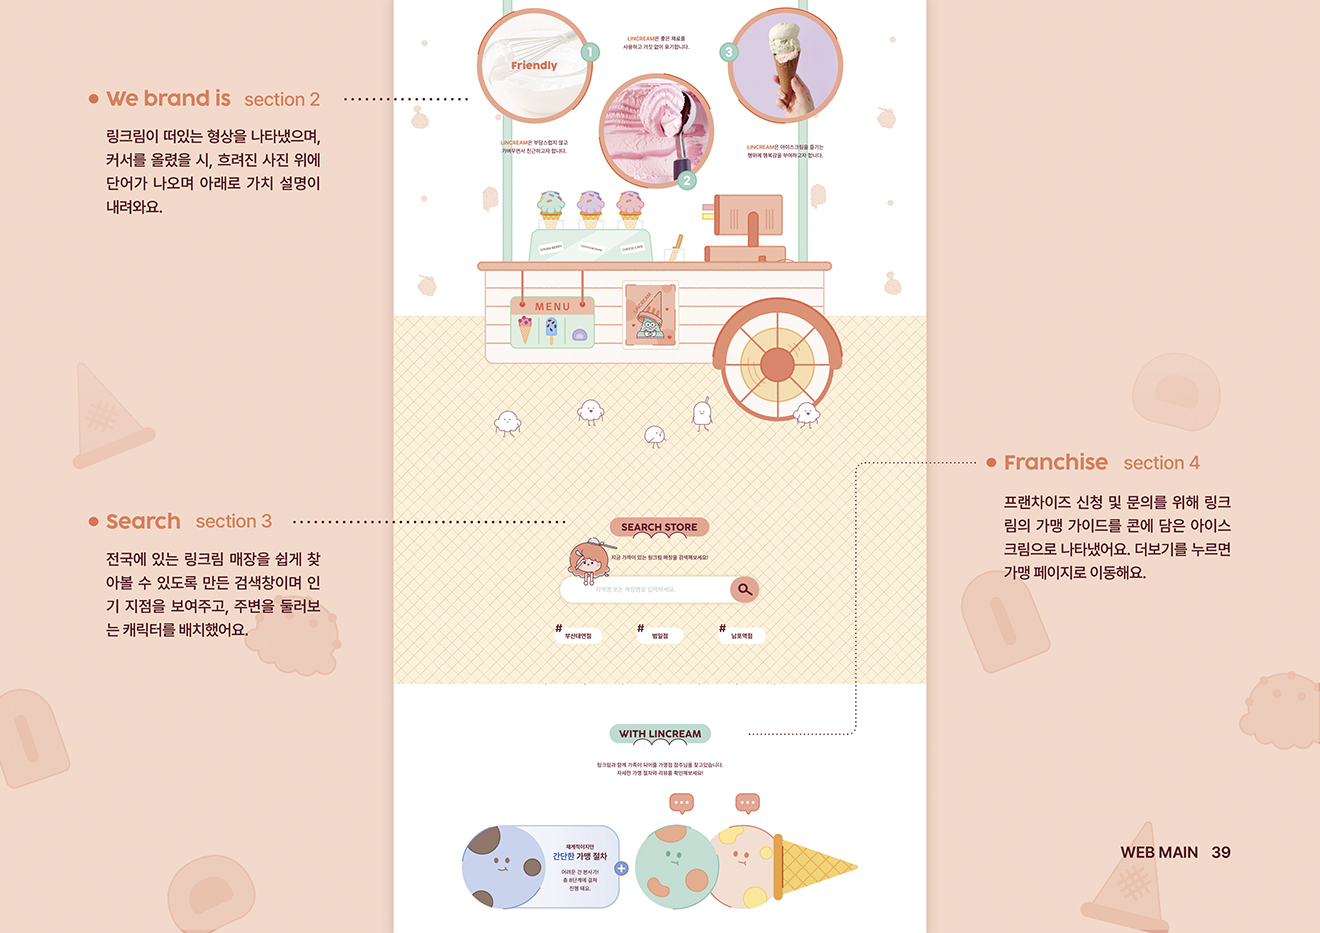 We brand is section 2
링크림이 떠있는 형상을 나타냈으며,
커서를 올렸을 시, 흐려진 사진 위에
단어가 나오며 아래로 가치 설명이
내려와요.
Friendly
1
LINCREAM은 좋은 재료를
사용하고 거짓 없이 표기합니다.
3
2
LINCREAM은 부담스럽지 않고
가벼우면서 친근하고자 합니다.
LINCREAM은 아이스크림을 즐기는
행위에 행복감을 부여하고자 합니다.
CHEESE CAKE
MENU
LINCREAM
Search section 3
전국에 있는 링크림 매장을 쉽게 찾
아볼 수 있도록 만든 검색창이며 인
기 지점을 보여주고, 주변을 둘러보
는 캐릭터를 배치했어요.
SEARCH STORE
지금 가까이 있는 링크림 매장을 검색해보세요!
지역명 또는 매장명을 입력하세요.
# 부산대연점
# 범일점
# 남포역점
Franchise section 4
프랜차이즈 신청 및 문의를 위해 링크
림의 가맹 가이드를 콘에 담은 아이스
크림으로 나타냈어요. 더보기를 누르면
가맹 페이지로 이동해요.
WITH LINCREAM
링크림과 함께 가족이 되어줄 가맹점 점주님을 찾고있습니다.
자세한 가맹 절차와 리뷰를 확인해보세요!
체계적이지만
간단한 가맹 절차
어려운 건 본사가!
총 8단계에 걸쳐
진행 돼요.
WEB MAIN 39